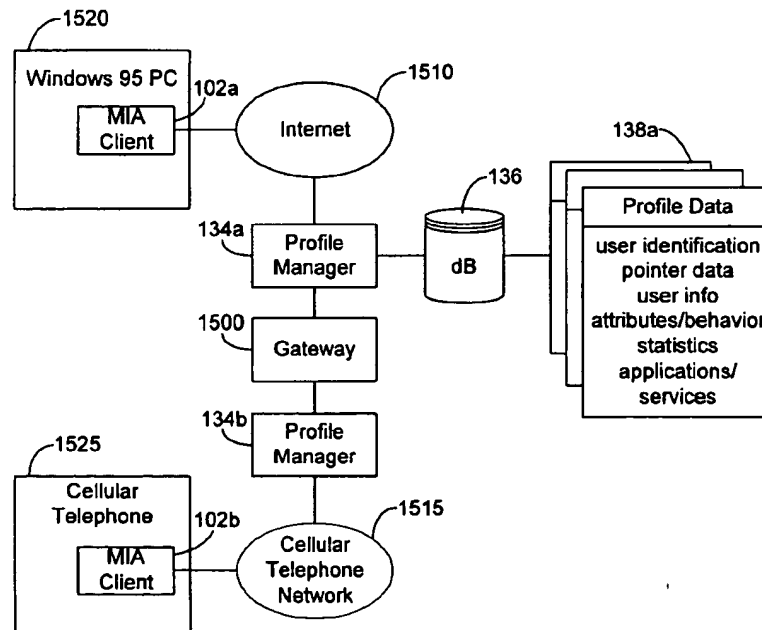 1520
Windows 95 PC
102a
MIA
Client
1510
Internet
138a
136
dB
Profile Data
user identification
pointer data
user info
attributes/behavior
statistics
applications/
services
134a
Profile
Manager
1500
Gateway
134b
Profile
Manager
1525
Cellular
Telephone
102b
MIA
Client
1515
Cellular
Telephone
Network